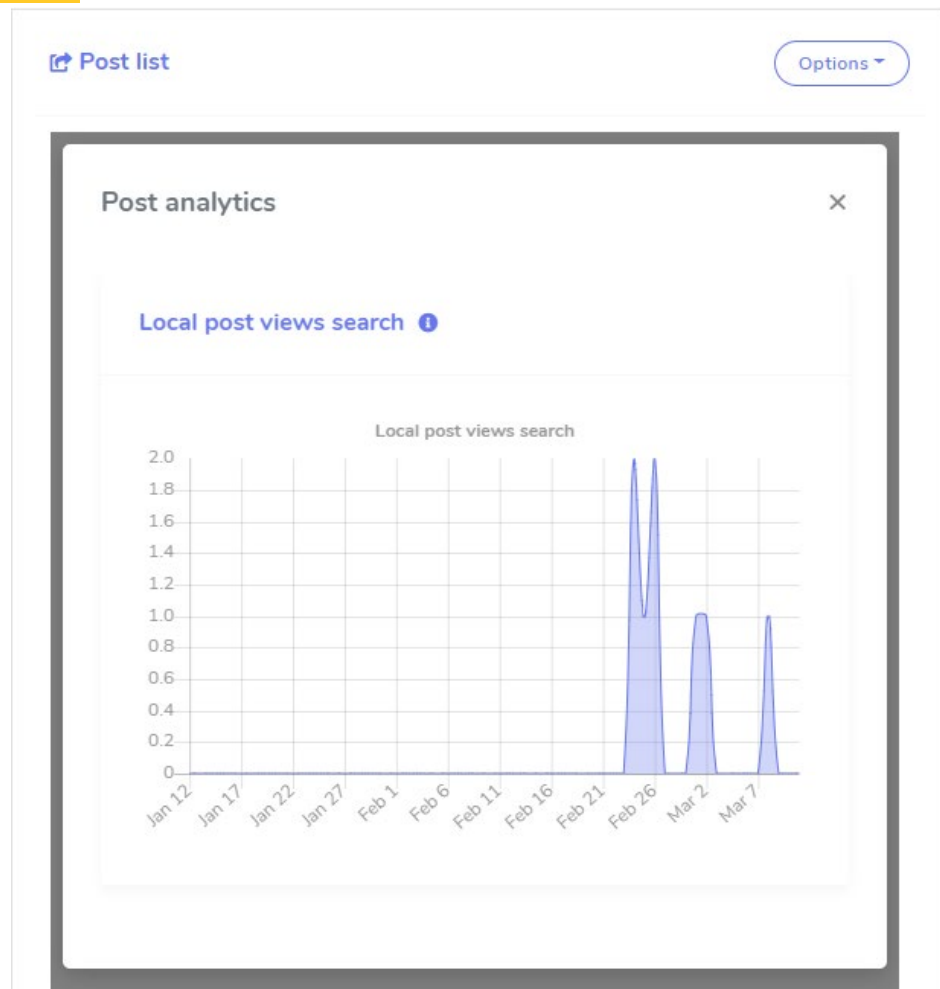 Post list
Options
Post analytics
×
Local post views search
Local post views search
2.0
1.8
1.6
1.4
1.2
1.0
0.8
0.6
0.4
0.2
0
Jan 12 Jan 17 Jan 22 Jan 27 Feb 1 Feb 6 Feb 11 Feb 16 Feb 21 Feb 26 Mar 2 Mar 7